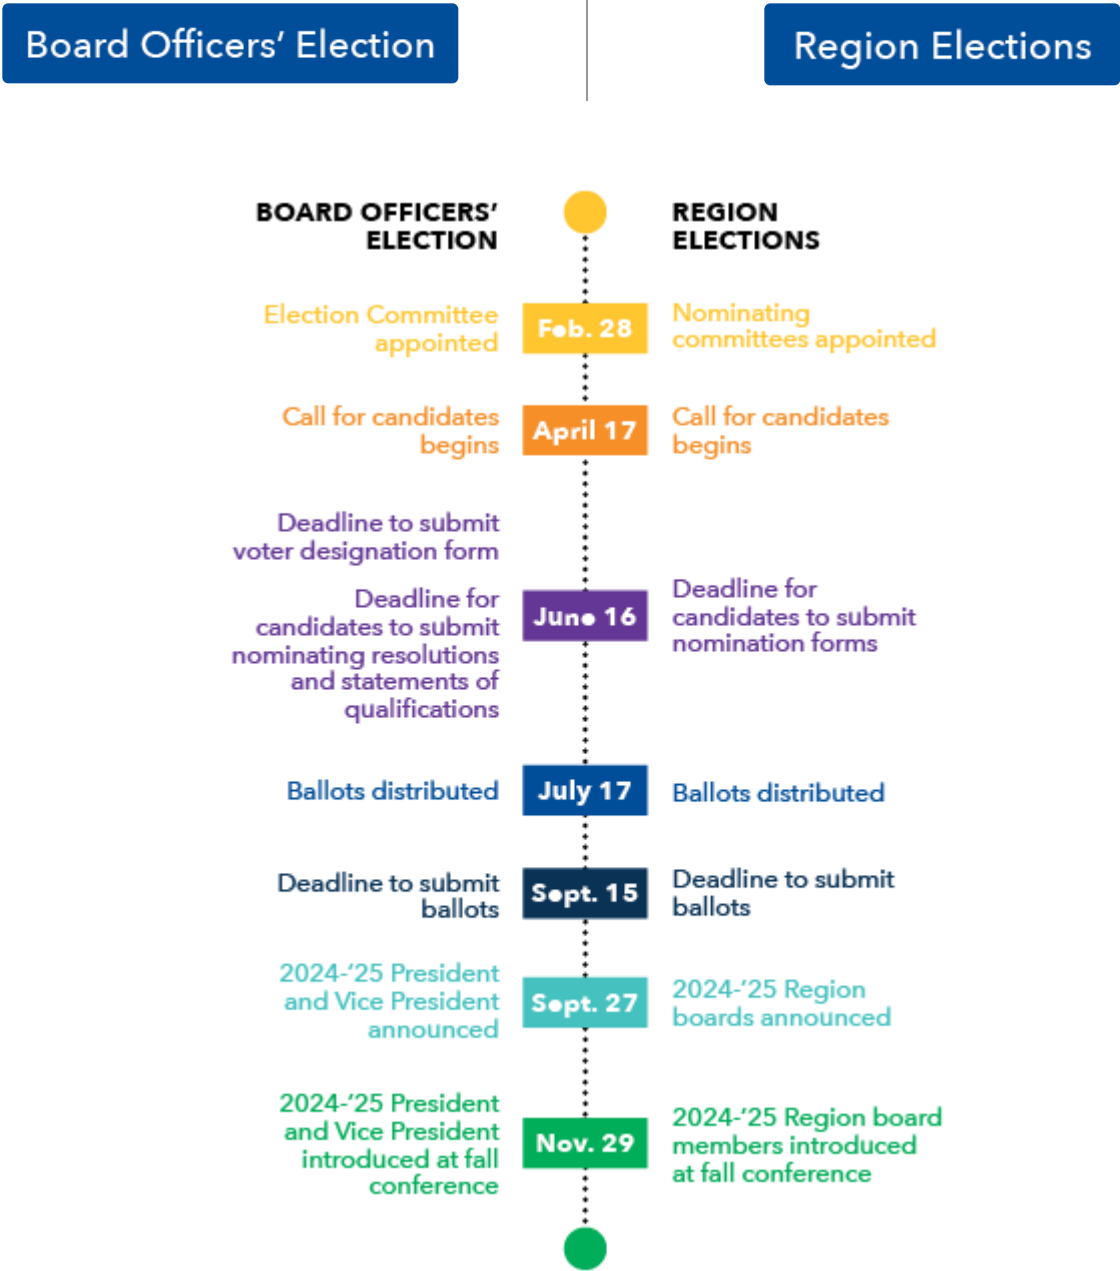 Board Officers’ Election
Region Elections
BOARD OFFICERS’
ELECTION
REGION
ELECTIONS
Election Committee
appointed
Feb. 28
Nominating
committees appointed
Call for candidates
begins
April 17
Call for candidates
begins
Deadline to submit
voter designation form
Deadline for
candidates to submit
nominating resolutions
and statements of
qualifications
June 16
Deadline for
candidates to submit
nomination forms
Ballots distributed
July 17
Ballots distributed
Deadline to submit
ballots
Sept. 15
Deadline to submit
ballots
2024-’25 President
and Vice President
announced
Sept. 27
2024-’25 Region
boards announced
2024-’25 President
and Vice President
introduced at fall
conference
Nov. 29
2024-’25 Region board
members introduced
at fall conference